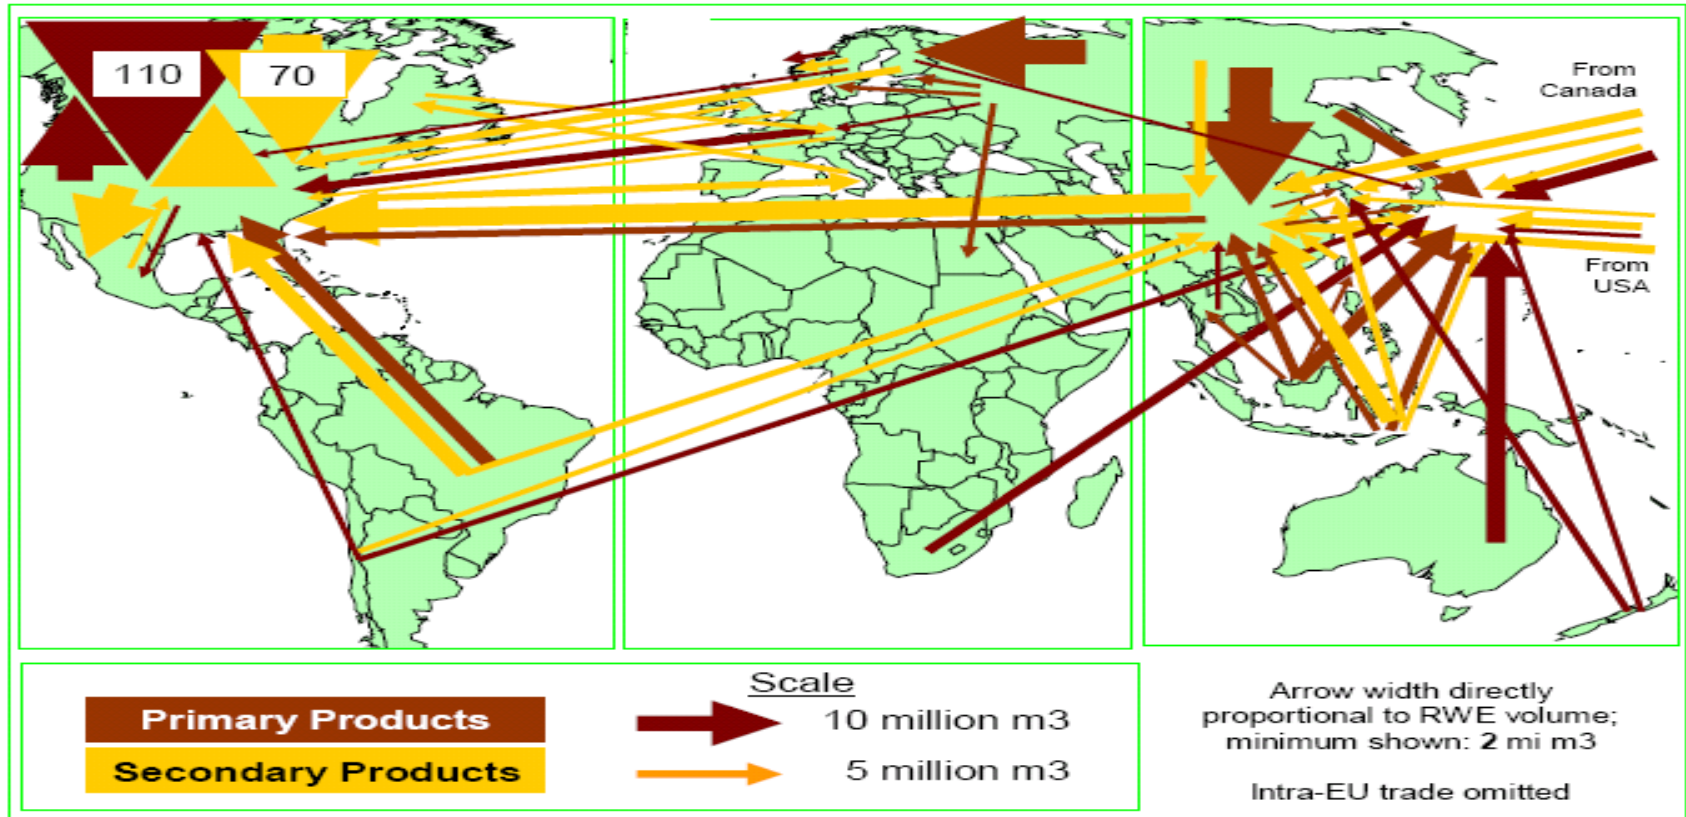 110
70
From
Canada
From
USA
Primary Products
Secondary Products
Scale
10 million m3
5 million m3
Arrow width directly
proportional to RWE volume;
minimum shown: 2 mi m3
Intra-EU trade omitted